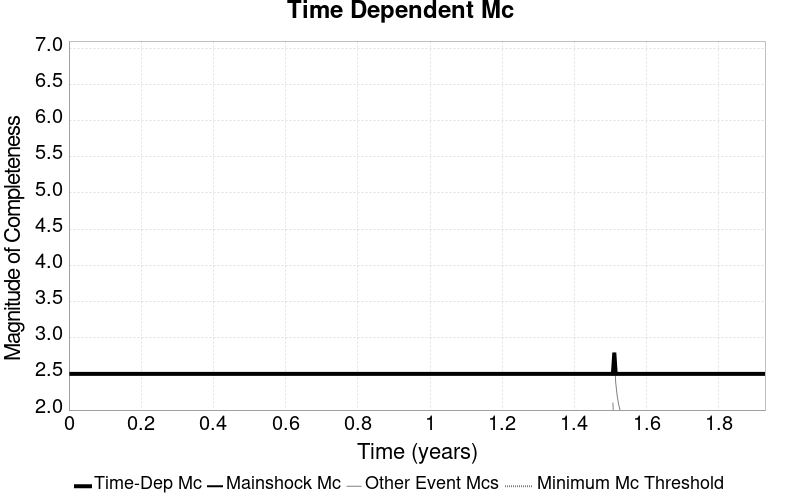 Time Dependent Mc
7.0
6.5
6.0
5.5
5.0
4.5
4.0
3.5
3.0
2.5
2.0
Magnitude of Completeness
0 0.2 0.4 0.6 0.8 1 1.2 1.4 1.6 1.8
Time (years)
Time-Dep Mc Mainshock Mc Other Event Mcs Minimum Mc Threshold